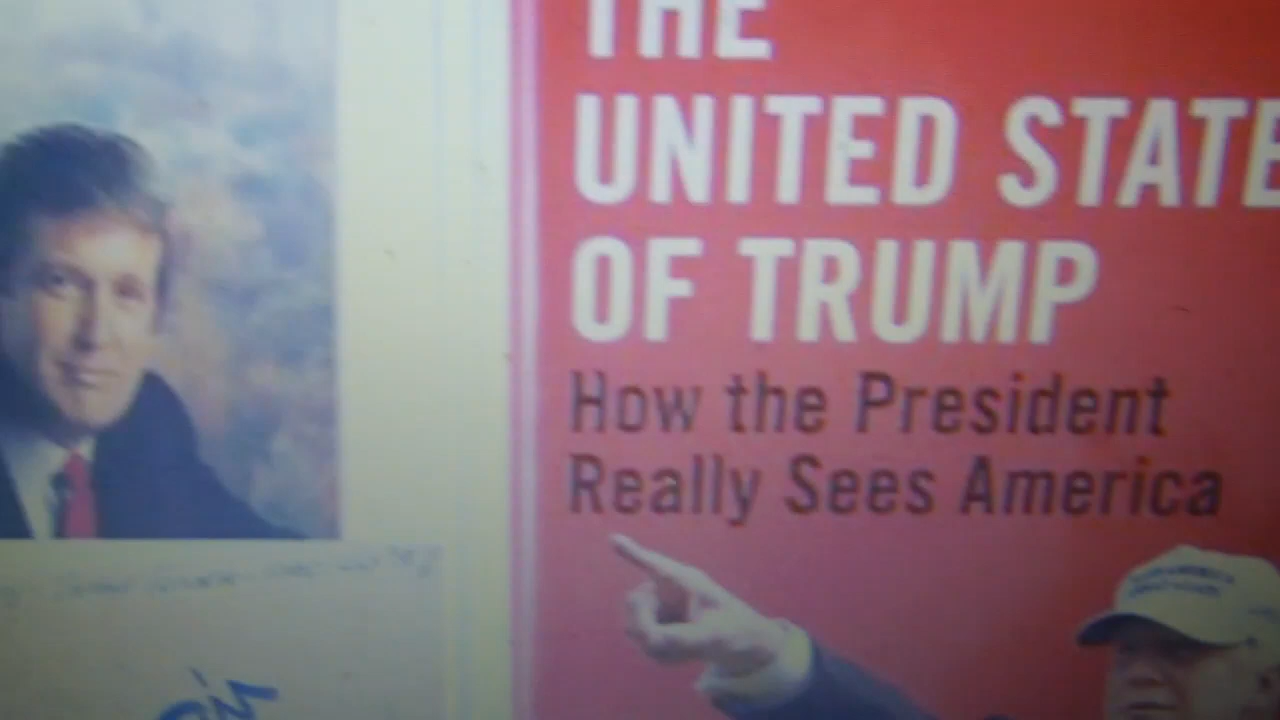 THE
UNITED STATE
OF TRUMP
How the President
Really Sees America